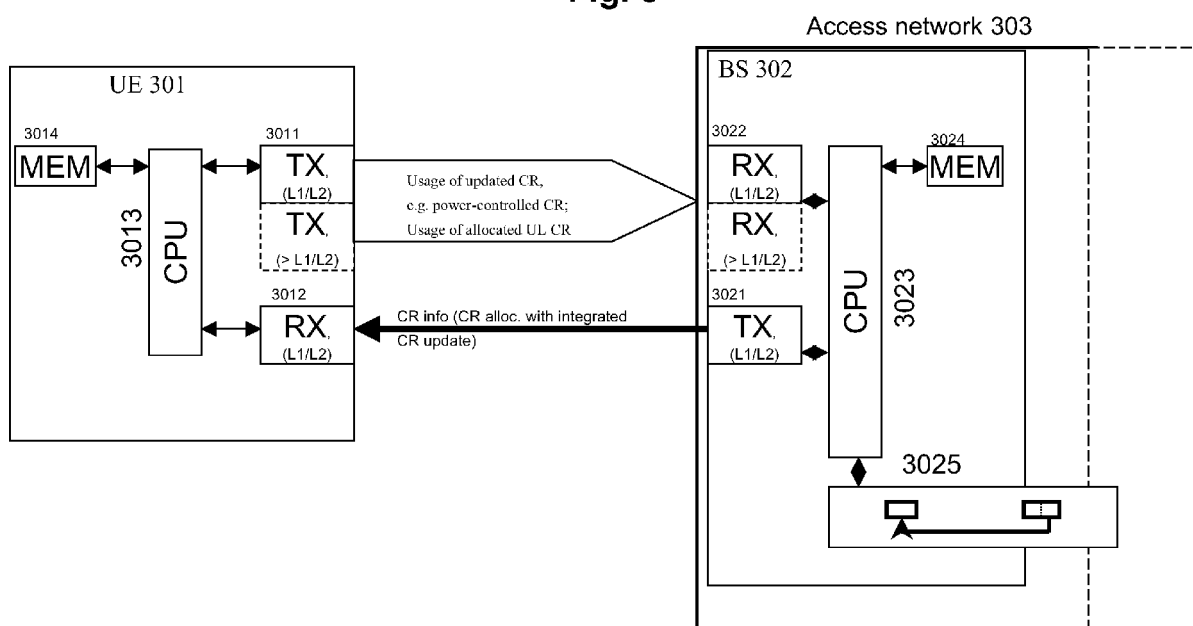 Access network 303
UE 301
BS 302
3014
MEM
3013
CPU
3011
TX,
(L1/L2)
TX,
(> L1/L2)
3012
RX,
(L1/L2)
Usage of updated CR,
e.g. power-controlled CR;
Usage of allocated UL CR
CR info (CR alloc. with integrated
CR update)
3022
RX,
(L1/L2)
RX,
(> L1/L2)
3021
TX,
(L1/L2)
CPU
3023
3024
MEM
3025